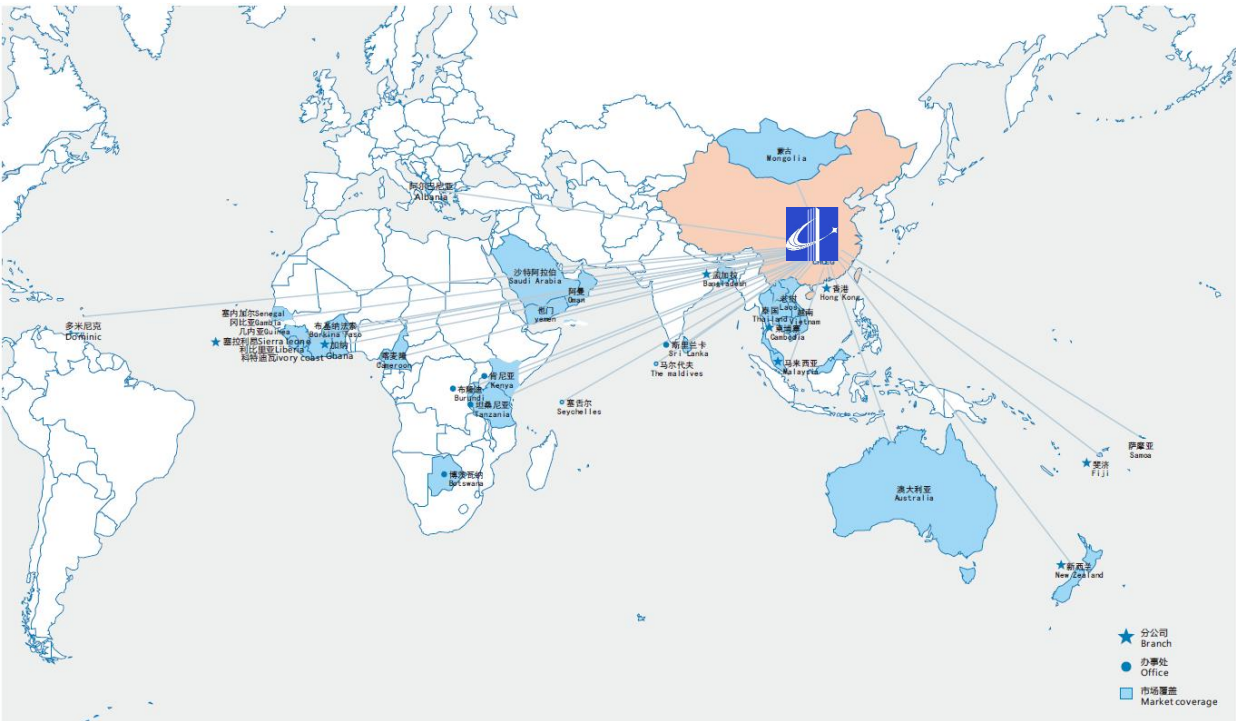 蒙古
Mongolia
阿尔巴尼亚
Albania
沙特阿拉伯
Saudi Arabia
阿曼
Oman
也门
yemen
孟加拉
Bangladesh
香港
Hong Kong
老挝
Laos
泰国
Thailand
越南
Vietnam
柬埔寨
Cambodia
马来西亚
Malaysia
斯里兰卡
Sri Lanka
马尔代夫
The maldives
多米尼克
Dominic
塞内加尔Senegal
冈比亚Gambia
几内亚Guinea
塞拉利昂Sierra leone
利比里亚Liberia
科特迪瓦ivory coast
布基纳法索
Borkina Faso
加纳
Ghana
喀麦隆
Cameroon
肯尼亚
Kenya
布隆迪
Burundi
坦桑尼亚
Tanzania
塞舌尔
Seychelles
博茨瓦纳
Botswana
澳大利亚
Australia
萨摩亚
Samoa
斐济
Fiji
新西兰
New Zealand
分公司
Branch
办事处
Office
市场覆盖
Market coverage